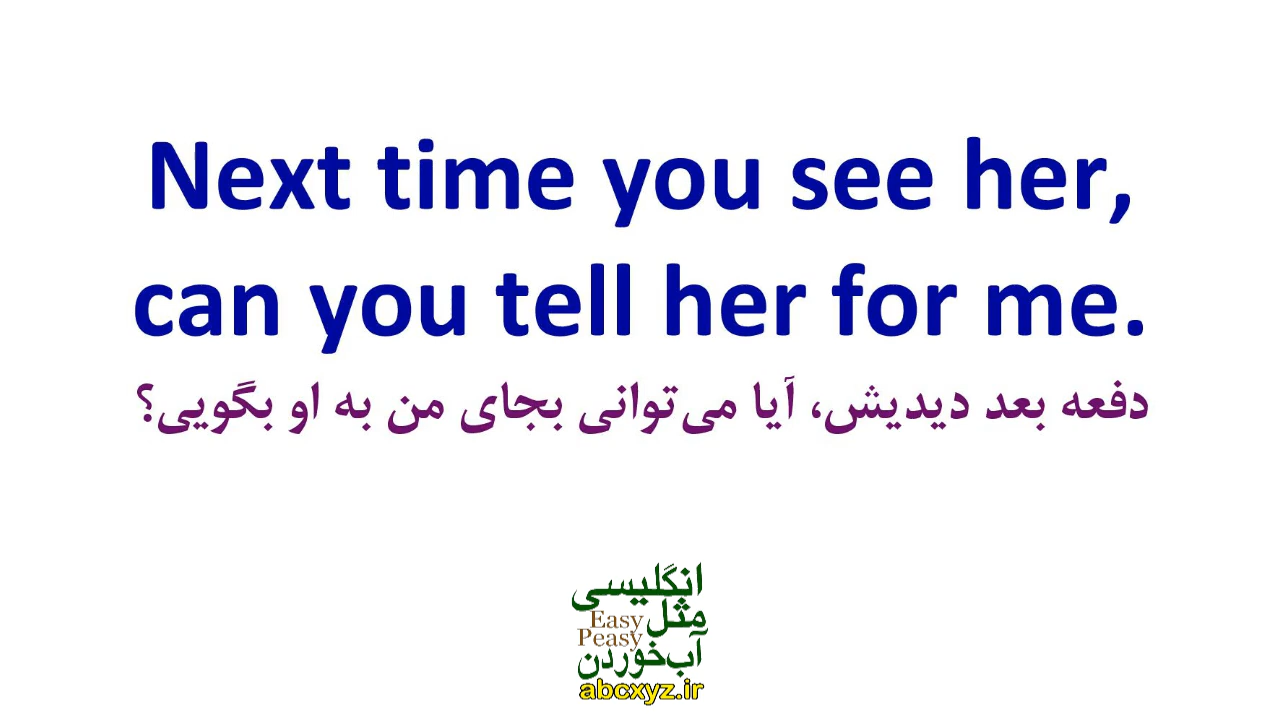 Next time you see her,
can you tell her for me.
دفعه بعد دیدیش، آیا می‌توانی بجای من به او بگویی؟
انگلیسی
مثل
Easy
Peasy
آب‌خوردن
abcxyz.ir